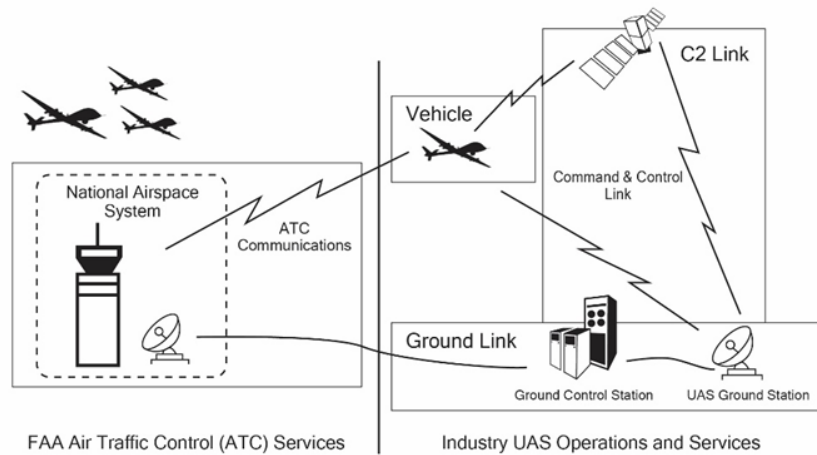 C2 Link
Vehicle
National Airspace
System
Command & Control
Link
ATC
Communications
Ground Link
Ground Control Station
UAS Ground Station
FAA Air Traffic Control (ATC) Services
Industry UAS Operations and Services